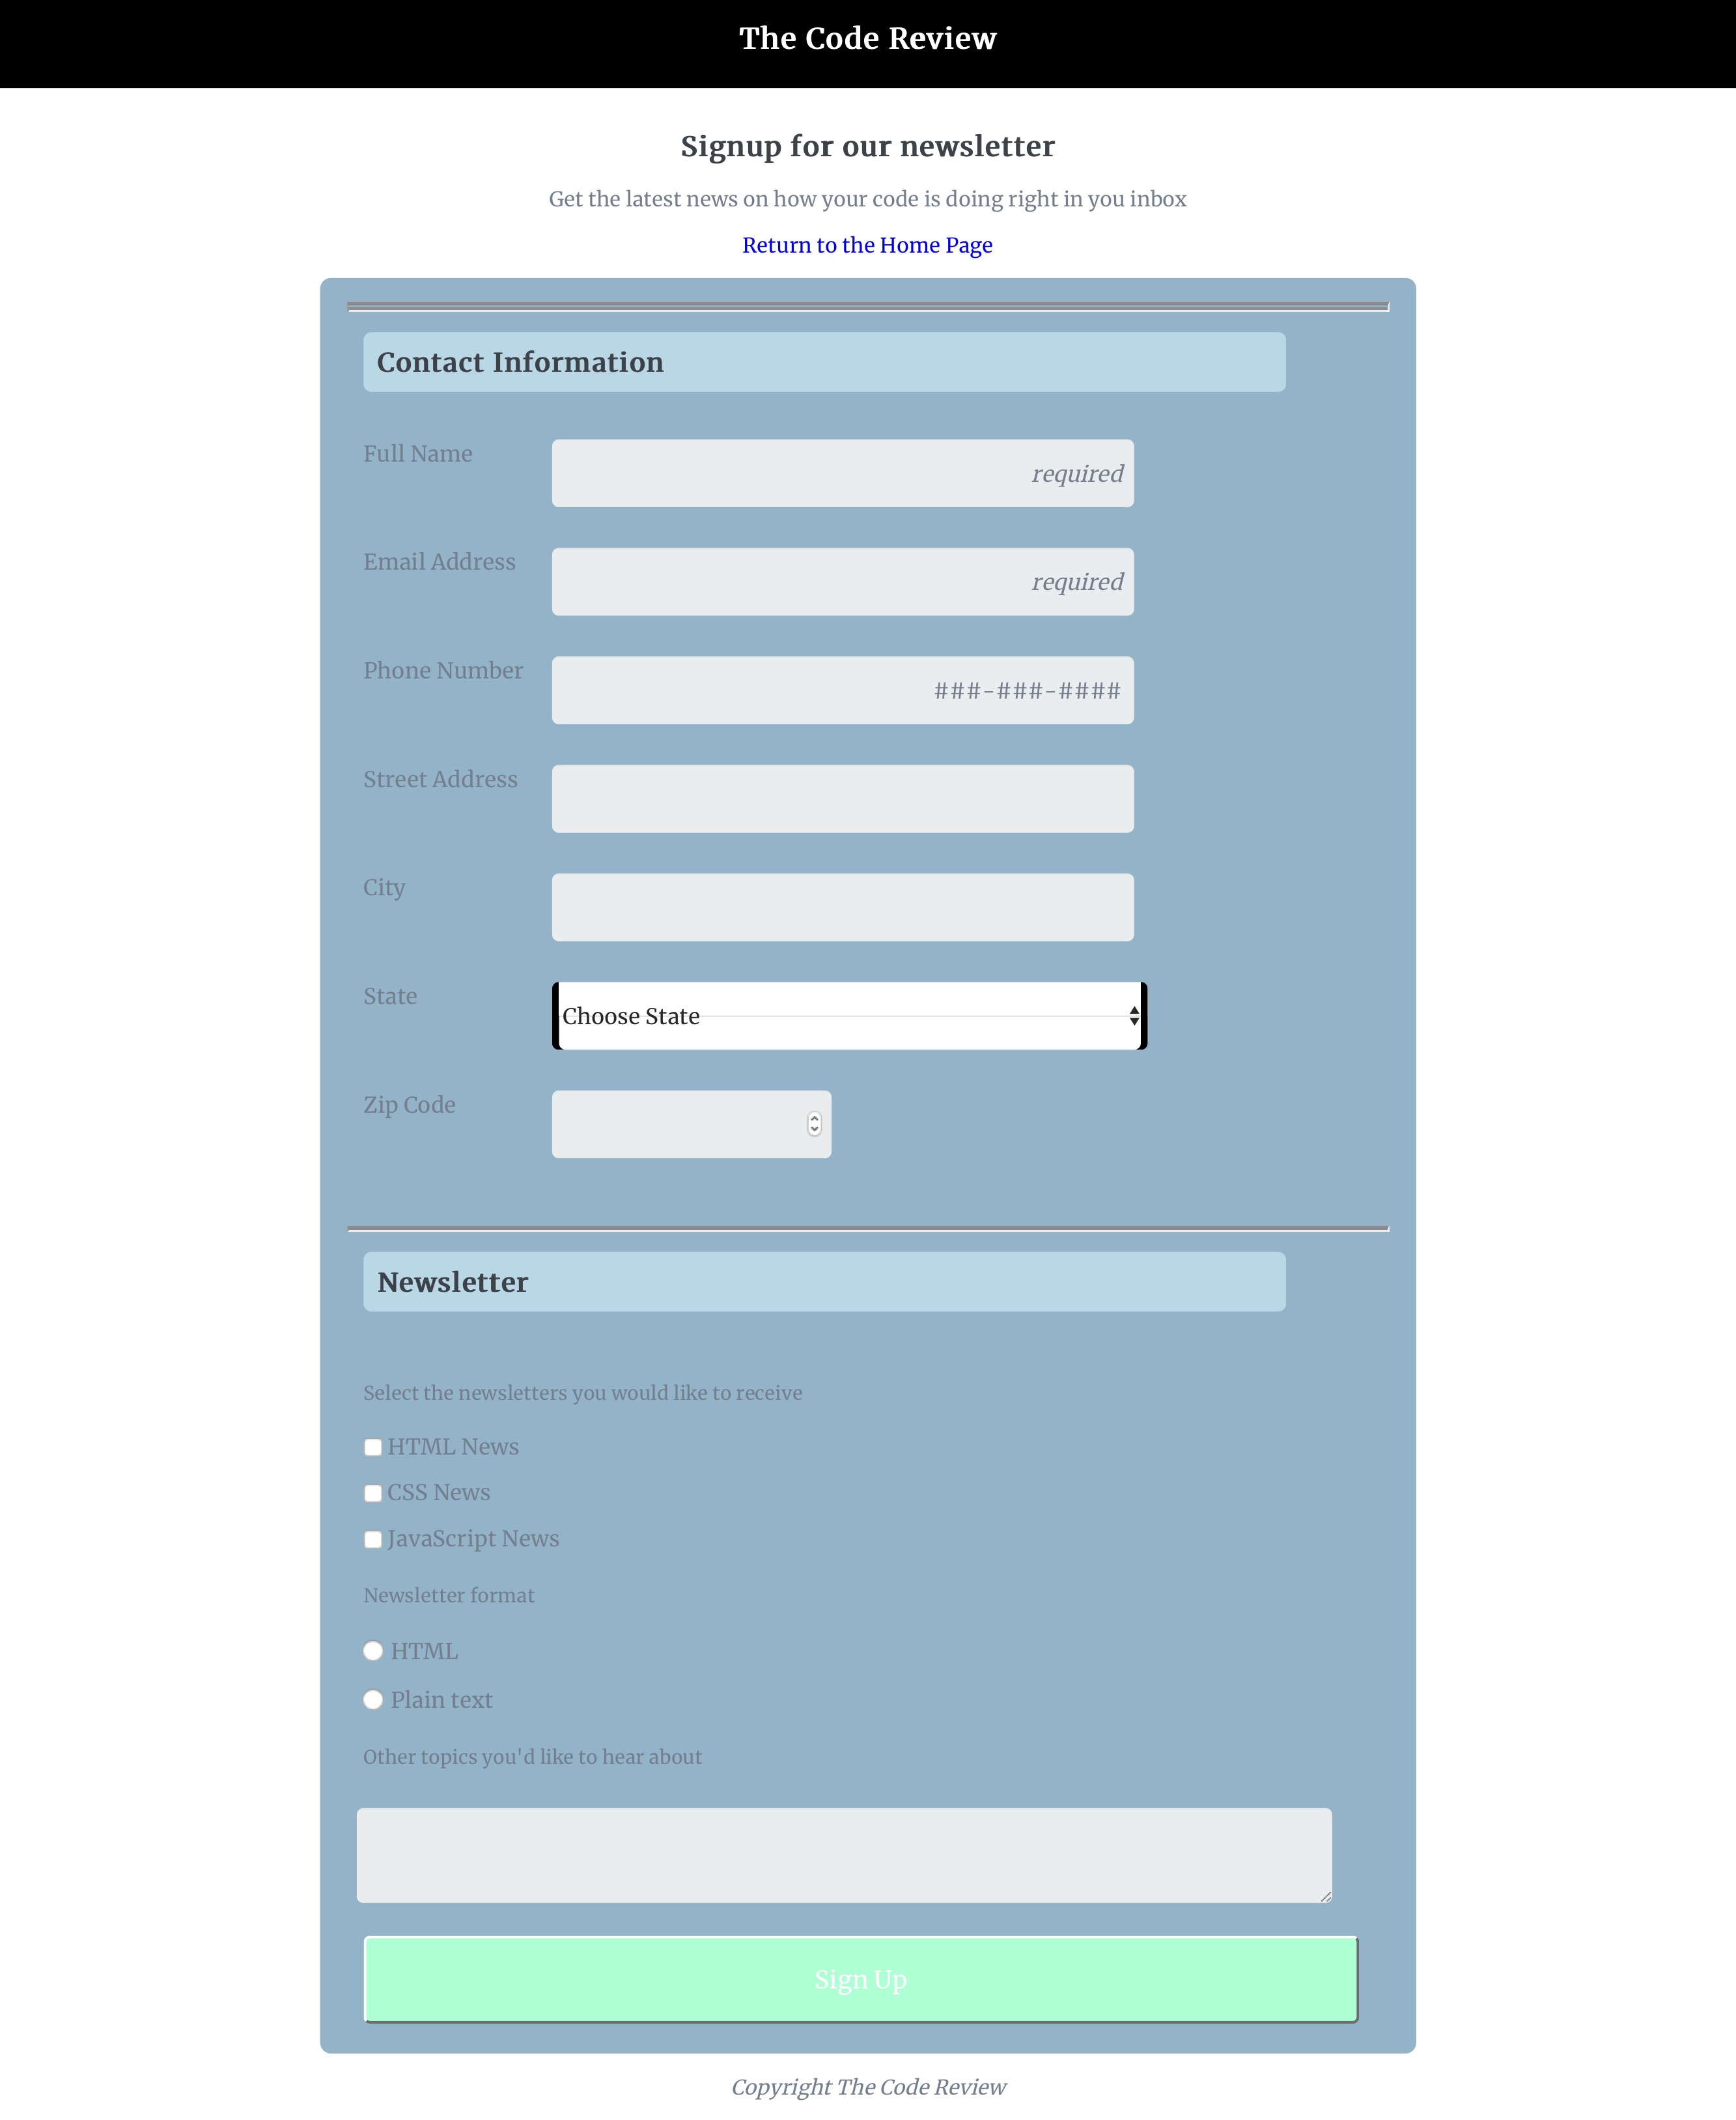 The Code Review
Signup for our newsletter
Get the latest news on how your code is doing right in you inbox
Return to the Home Page
Contact Information
Full Name
required
Email Address
required
Phone Number
###-###-####
Street Address
City
State
Choose State
Zip Code
Newsletter
Select the newsletters you would like to receive
HTML News
CSS News
JavaScript News
Newsletter format
HTML
Plain text
Other topics you'd like to hear about
Sign Up
Copyright The Code Review